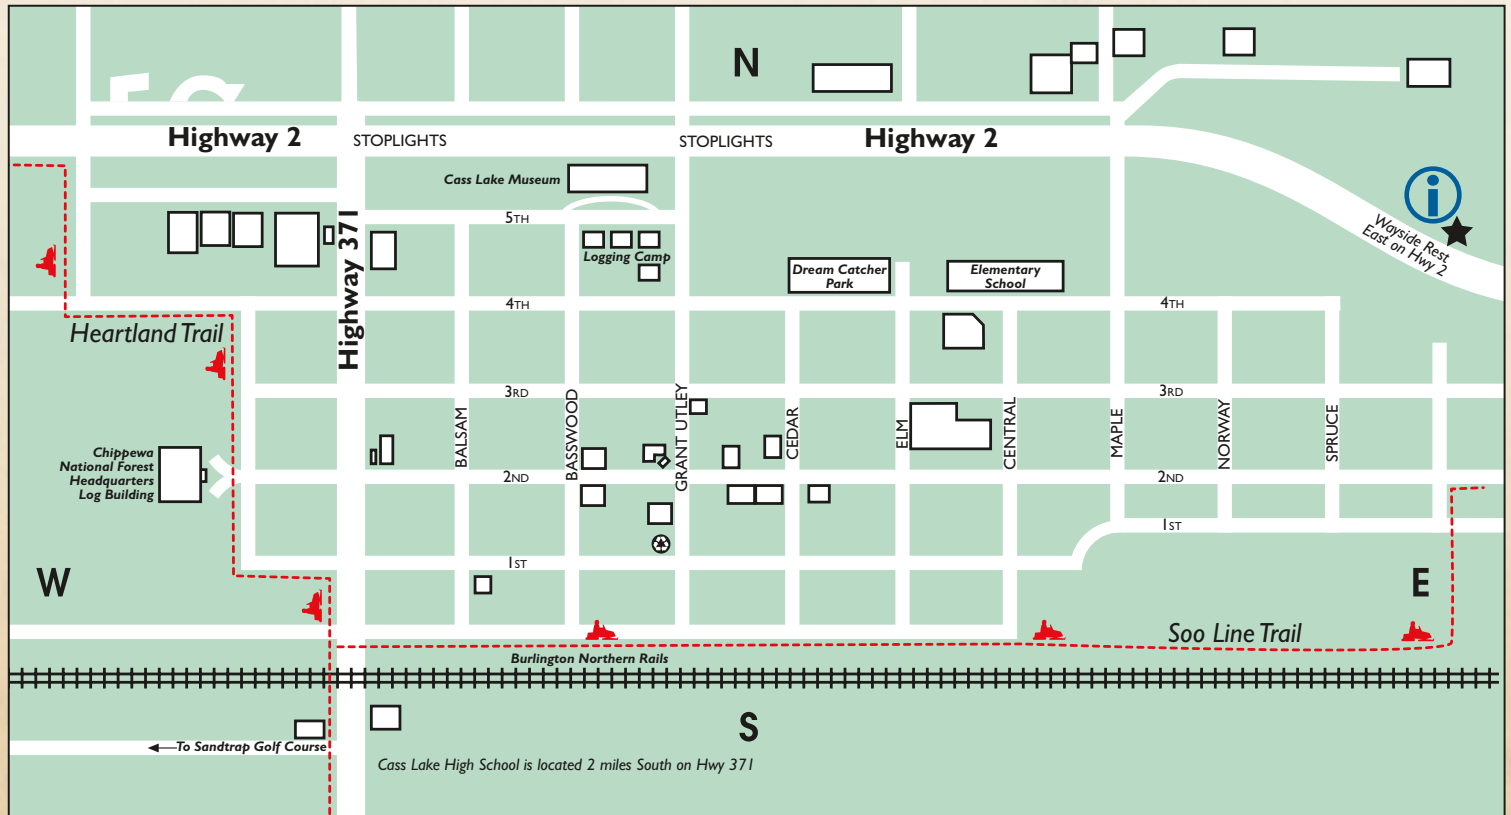 N
Highway 2
STOPLIGHTS
STOPLIGHTS
Highway 2
Cass Lake Museum
5TH
Highway 371
Logging Camp
Dream Catcher
Park
Elementary
School
Wayside Rest
East on Hwy 2
i
4TH
4TH
Heartland Trail
3RD
3RD
BALSAM
BASSWOOD
GRANT UTLEY
CEDAR
ELM
CENTRAL
MAPLE
NORWAY
SPRUCE
Chippewa
National Forest
Headquarters
Log Building
2ND
2ND
1ST
1ST
W
E
Soo Line Trail
Burlington Northern Rails
S
To Sandtrap Golf Course
Cass Lake High School is located 2 miles South on Hwy 371